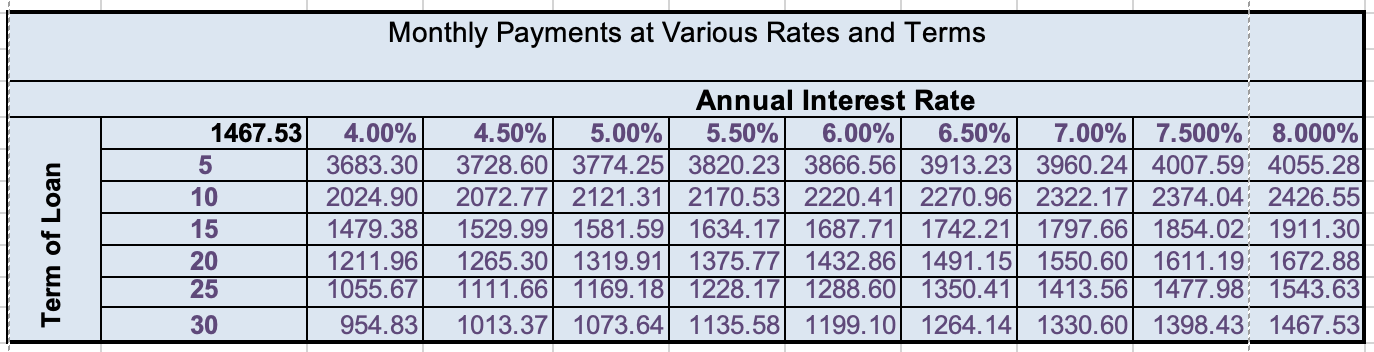 Monthly Payments at Various Rates and Terms
Annual Interest Rate
Term of Loan
1467.53 4.00% 4.50% 5.00% 5.50% 6.00% 6.50% 7.00% 7.500% 8.000%
5 3683.30 3728.60 3774.25 3820.23 3866.56 3913.23 3960.24 4007.59 4055.28
10 2024.90 2072.77 2121.31 2170.53 2220.41 2270.96 2322.17 2374.04 2426.55
15 1479.38 1529.99 1581.59 1634.17 1687.71 1742.21 1797.66 1854.02 1911.30
20 1211.96 1265.30 1319.91 1375.77 1432.86 1491.15 1550.60 1611.19 1672.88
25 1055.67 1111.66 1169.18 1228.17 1288.60 1350.41 1413.56 1477.98 1543.63
30 954.83 1013.37 1073.64 1135.58 1199.10 1264.14 1330.60 1398.43 1467.53